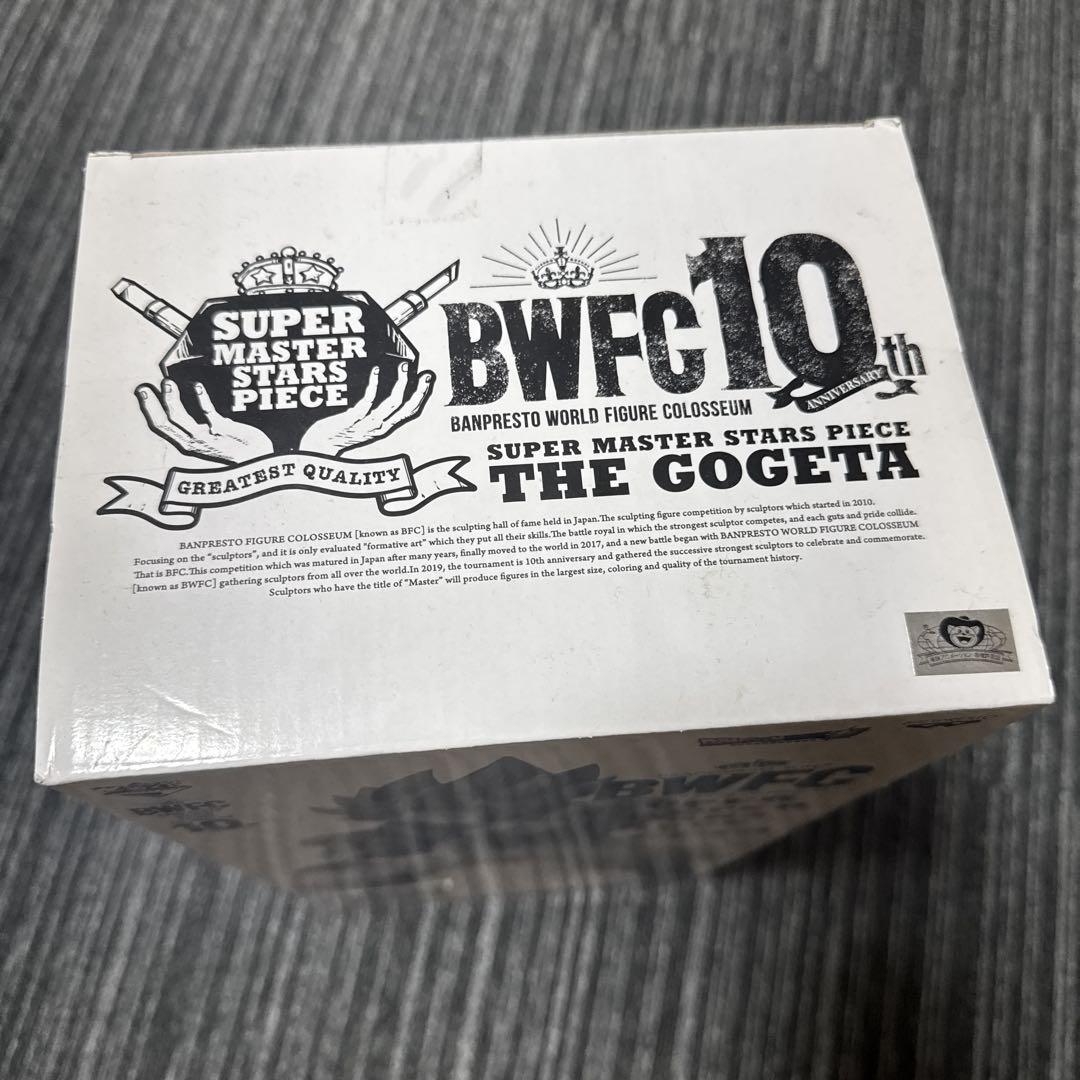 SUPER
MASTER
STARS
PIECE
GREATEST QUALITY
BWFC10th
ANNIVERSARY
BANPRESTO WORLD FIGURE COLOSSEUM
SUPER MASTER STARS PIECE
THE GOGETA
BANPRESTO FIGURE COLOSSEUM [known as BFC] is the sculpting hall of fame held in Japan.The sculpting figure competition by sculptors which started in 2010.
Focusing on the "sculptors", and it is only evaluated "formative art" which they put all their skills.The battle royal in which the strongest sculptor competes, and each guts and pride collide.
That is BFC.This competition which was matured in Japan after many years, finally moved to the world in 2017, and a new battle began with BANPRESTO WORLD FIGURE COLOSSEUM
[known as BWFC] gathering sculptors from all over the world.In 2019, the tournament is 10th anniversary and gathered the successive strongest sculptors to celebrate and commemorate.
Sculptors who have the title of "Master" will produce figures in the largest size, coloring and quality of the tournament history.
BWFC
BWFC
10